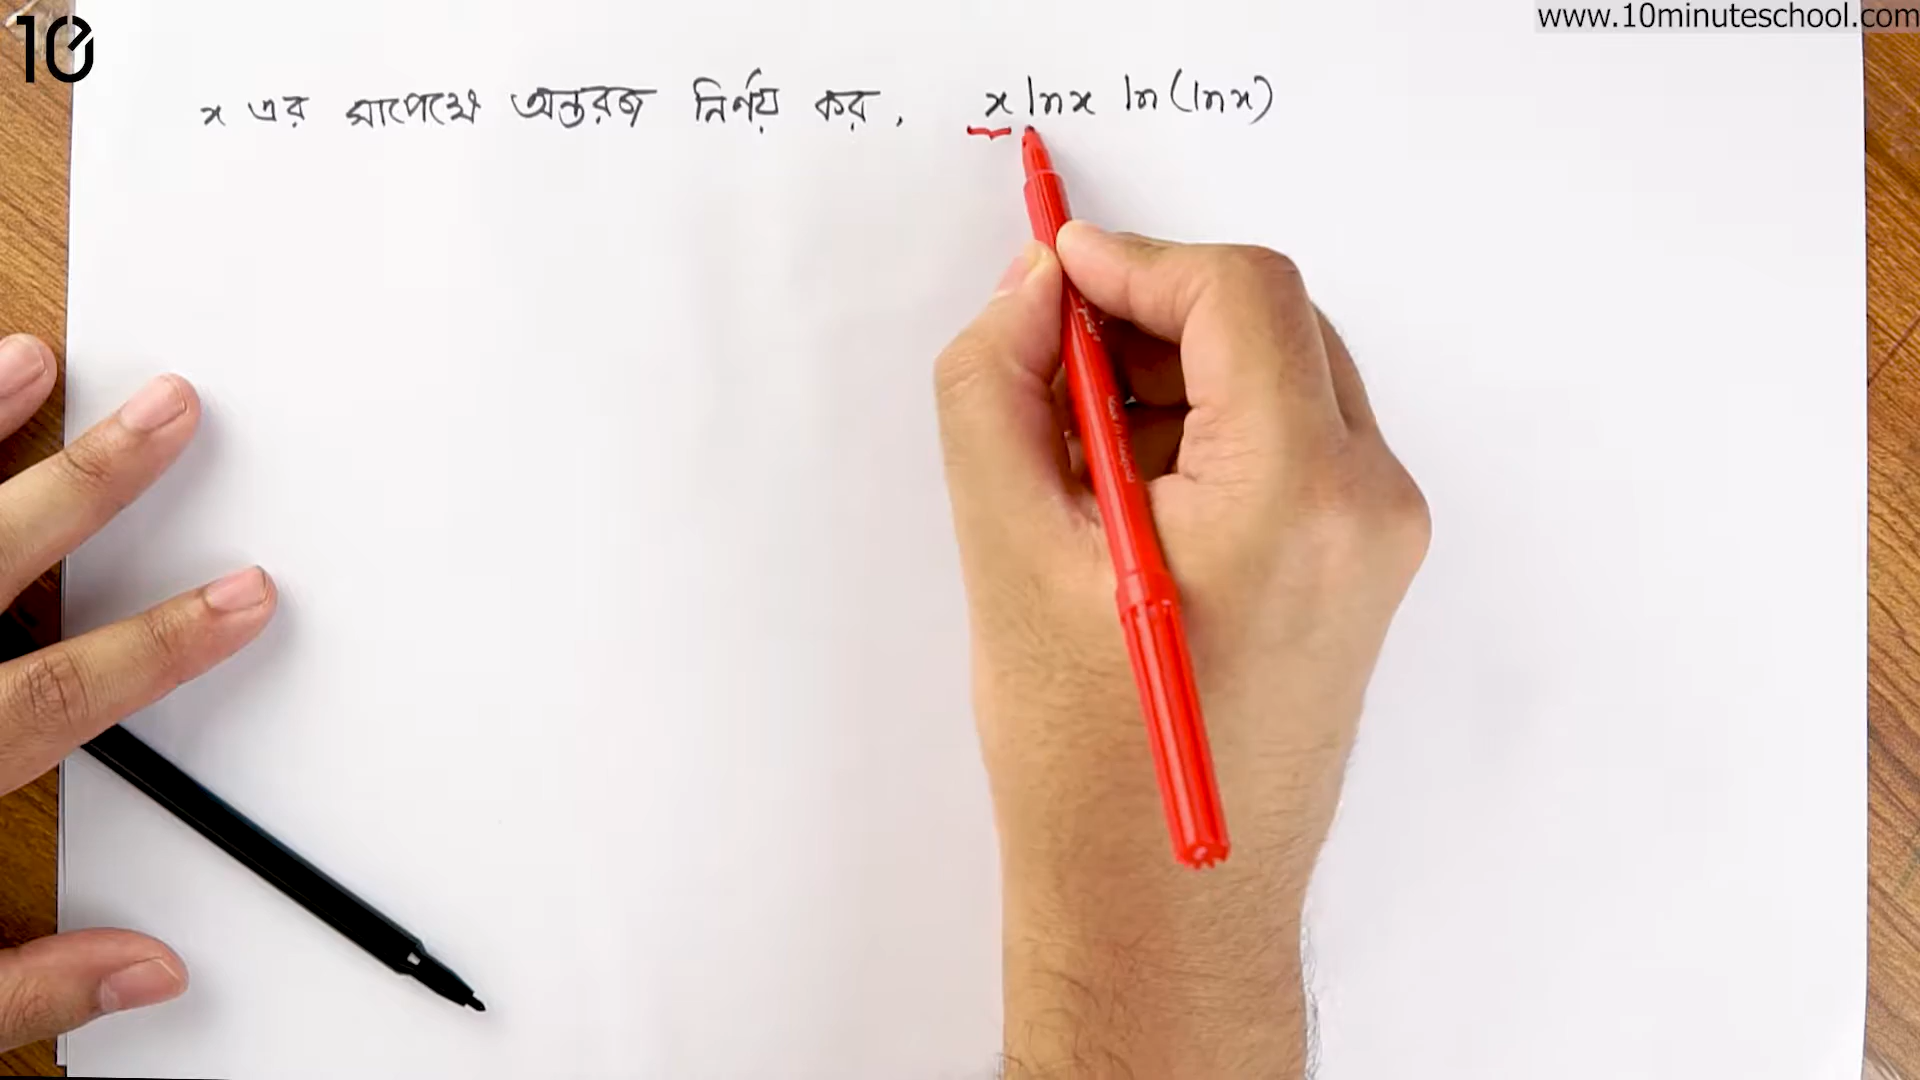 10
www.10minuteschool.com
x এর সাপেক্ষে অন্তরজ নির্ণয় কর, x lnx ln(lnx)